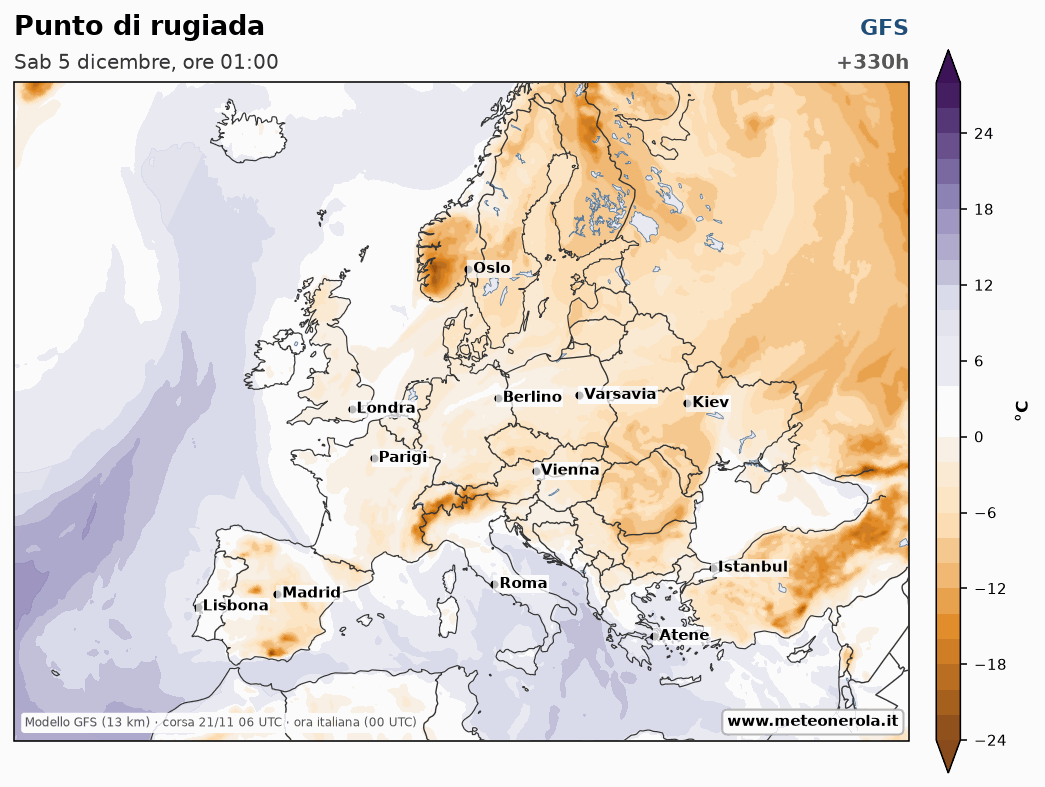 Punto di rugiada
GFS
Sab 5 dicembre, ore 01:00
+330h
Oslo
Berlino
Varsavia
Kiev
Londra
Parigi
Vienna
Istanbul
Roma
Madrid
Lisbona
Atene
24
18
12
6
0
−6
−12
−18
−24
°C
Modello GFS (13 km) · corsa 21/11 06 UTC · ora italiana (00 UTC)
www.meteonerola.it